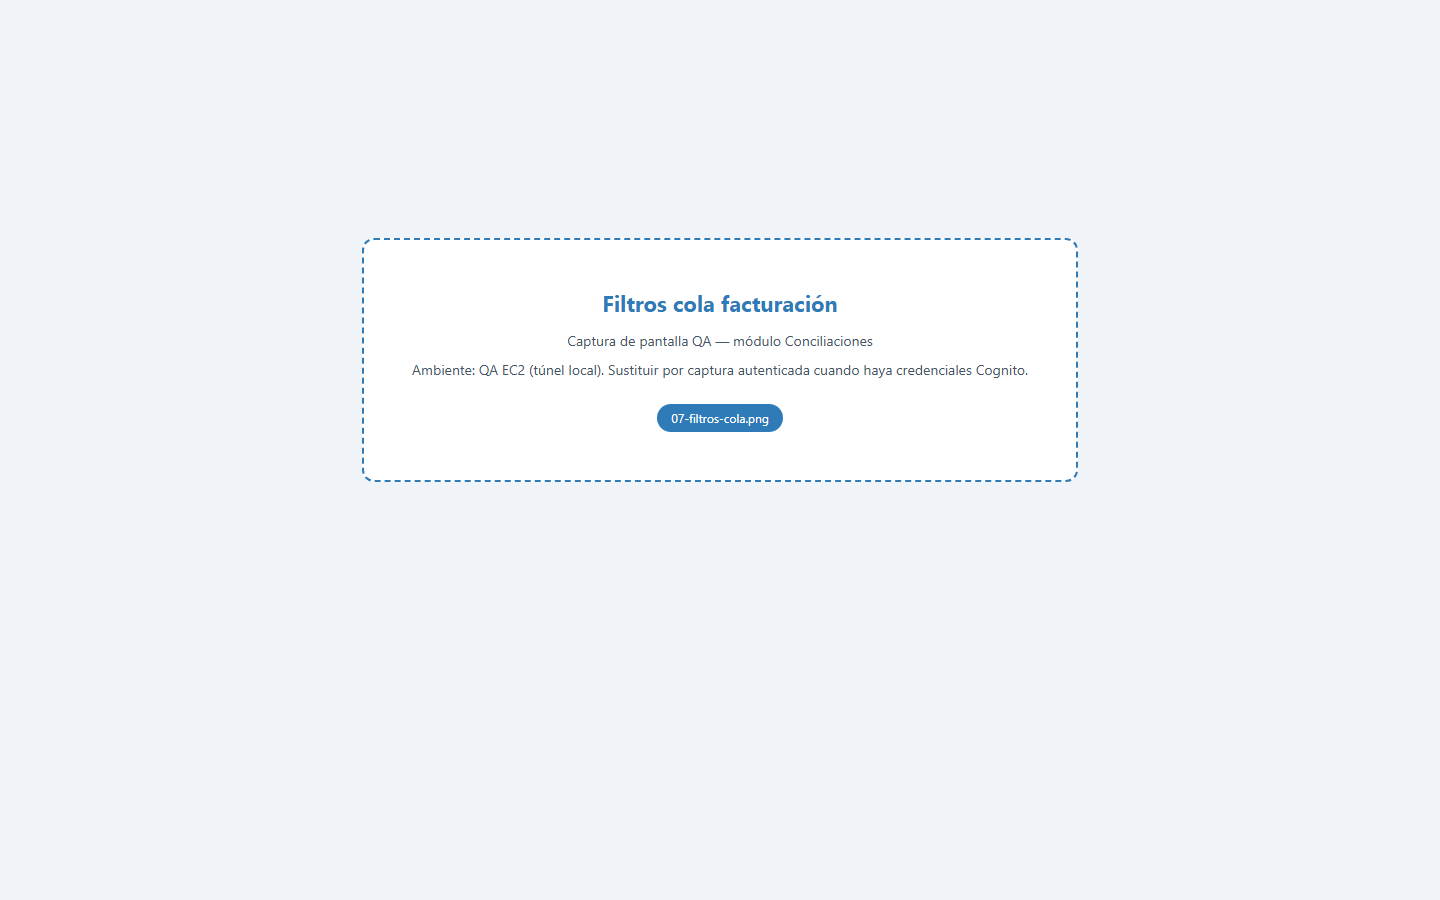 Filtros cola facturación
Captura de pantalla QA — módulo Conciliaciones
Ambiente: QA EC2 (túnel local). Sustituir por captura autenticada cuando haya credenciales Cognito.
07-filtros-cola.png